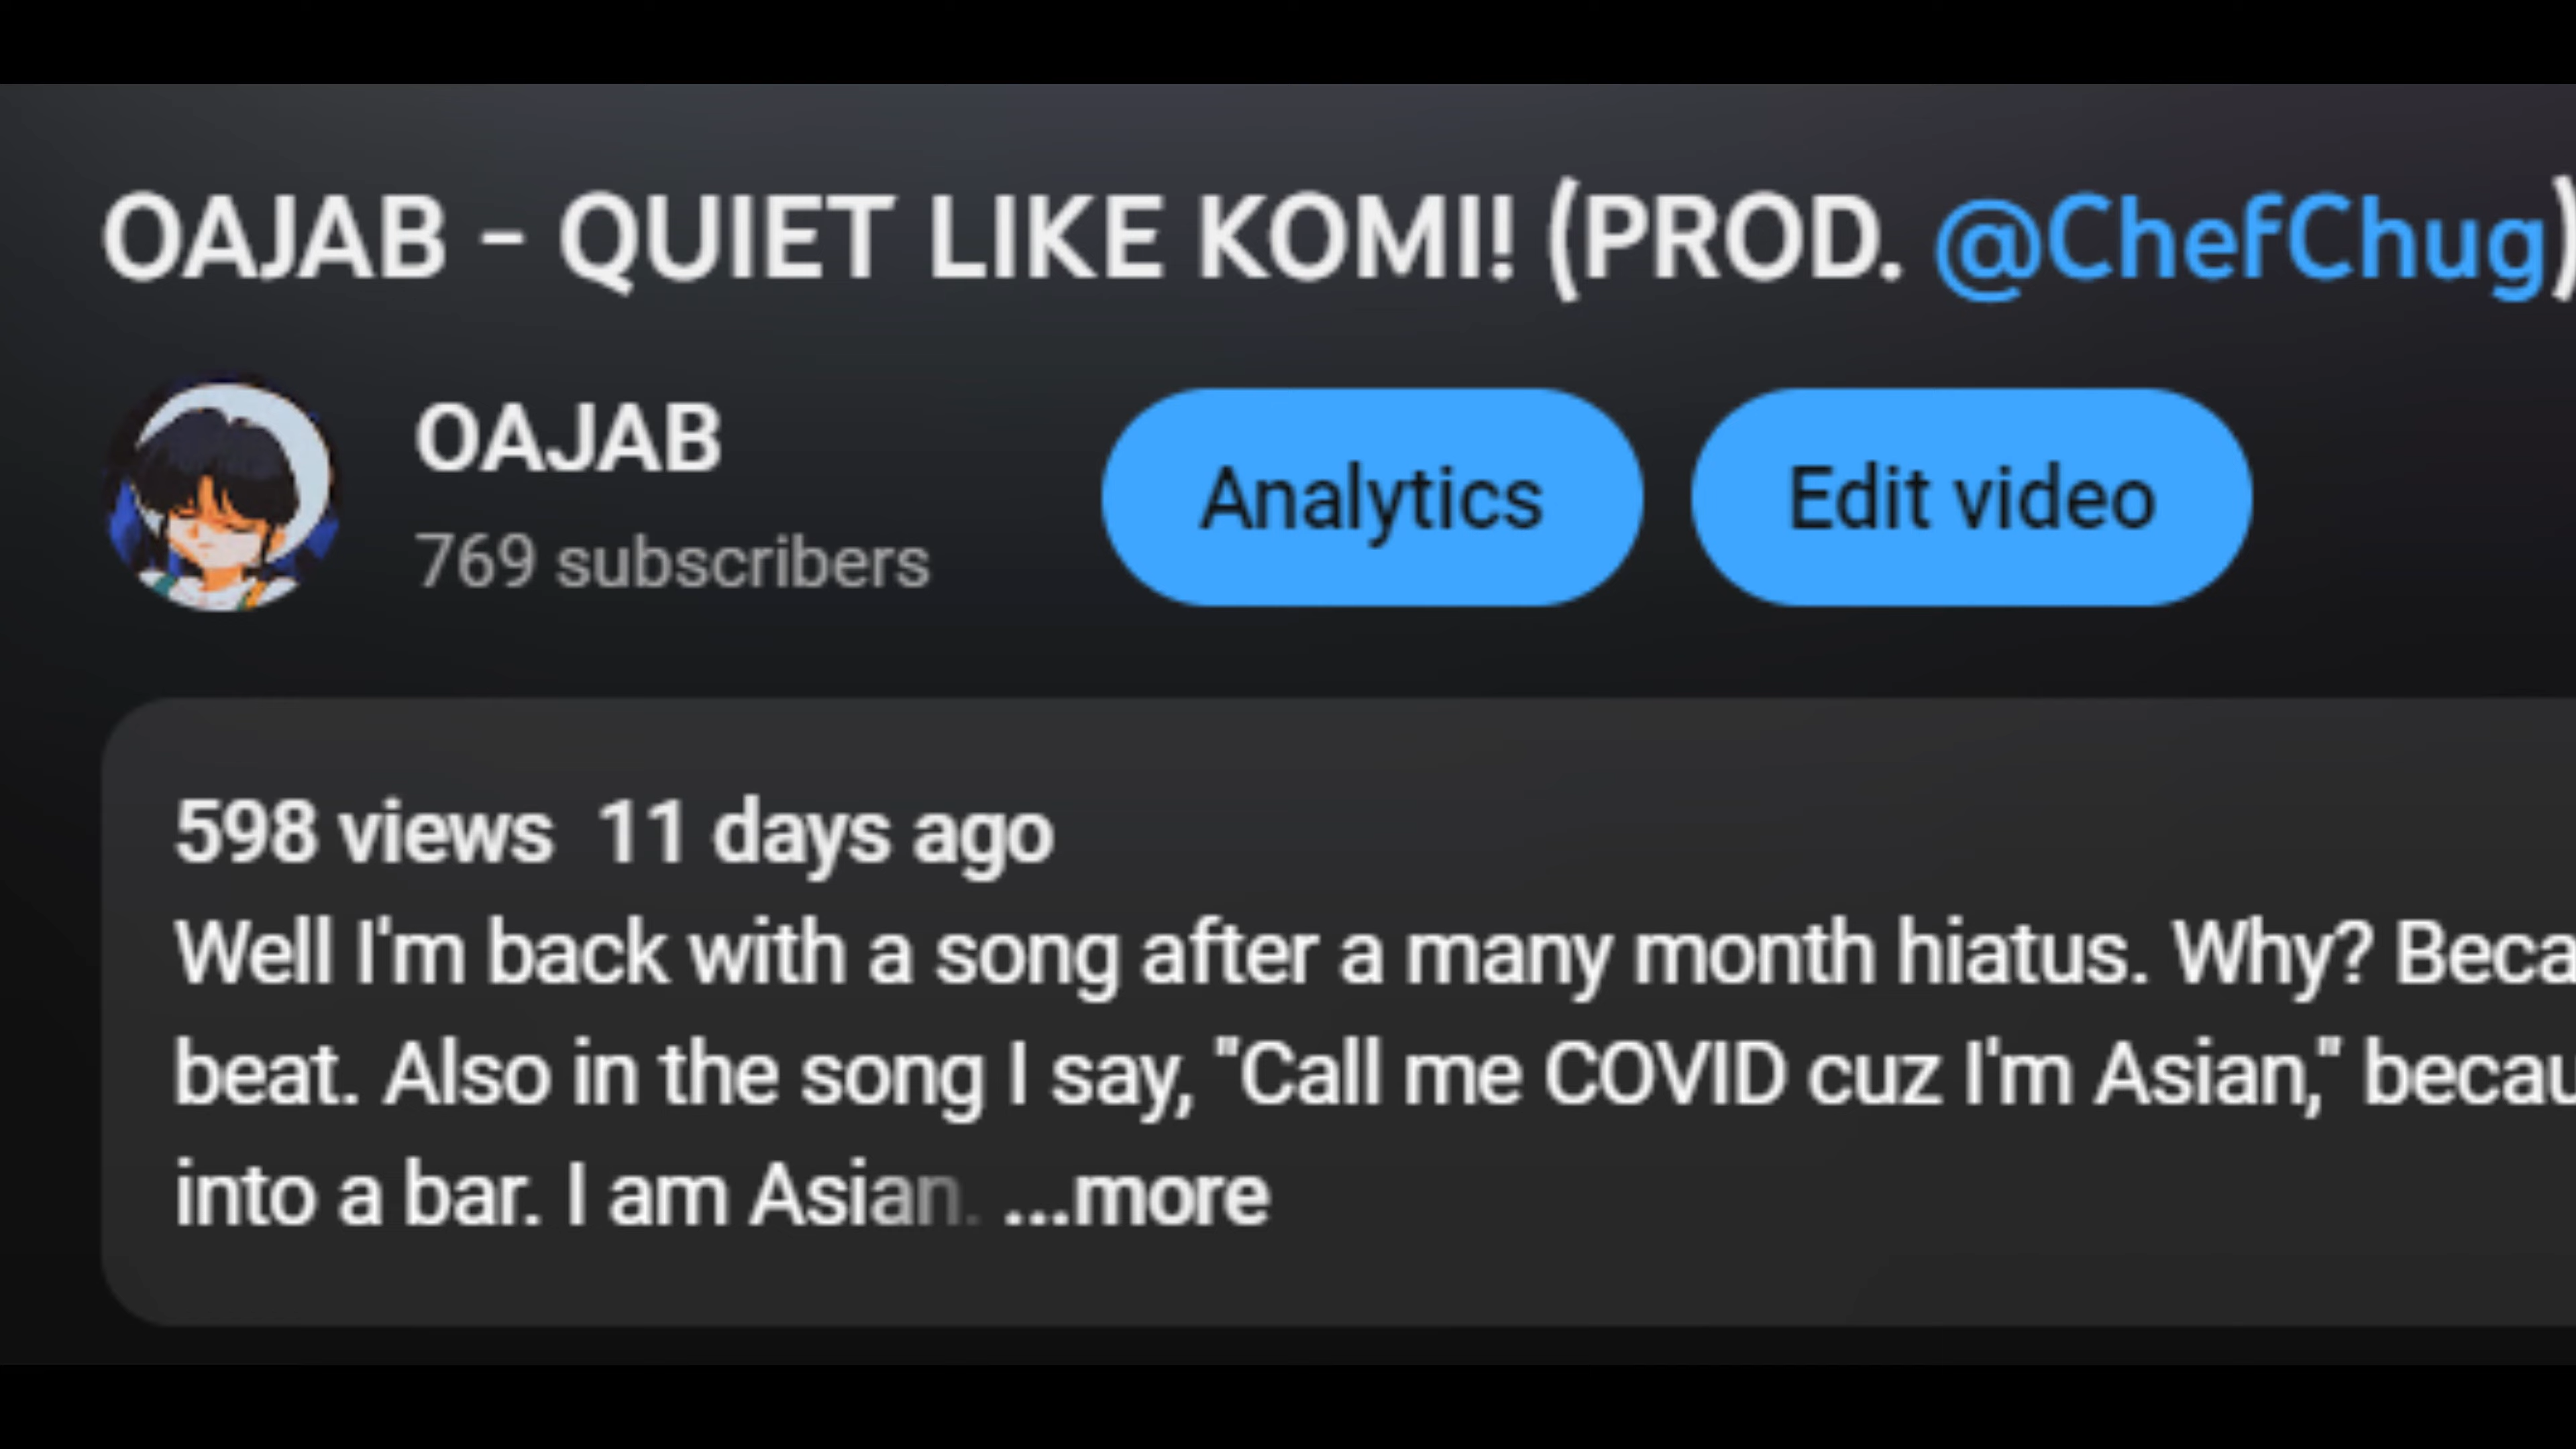 OAJAB - QUIET LIKE KOMI! (PROD. @ChefChug)
OAJAB
769 subscribers
Analytics
Edit video
598 views 11 days ago
Well I'm back with a song after a many month hiatus. Why? Beca
beat. Also in the song I say, "Call me COVID cuz I'm Asian," becau
into a bar. I am Asian. ...more